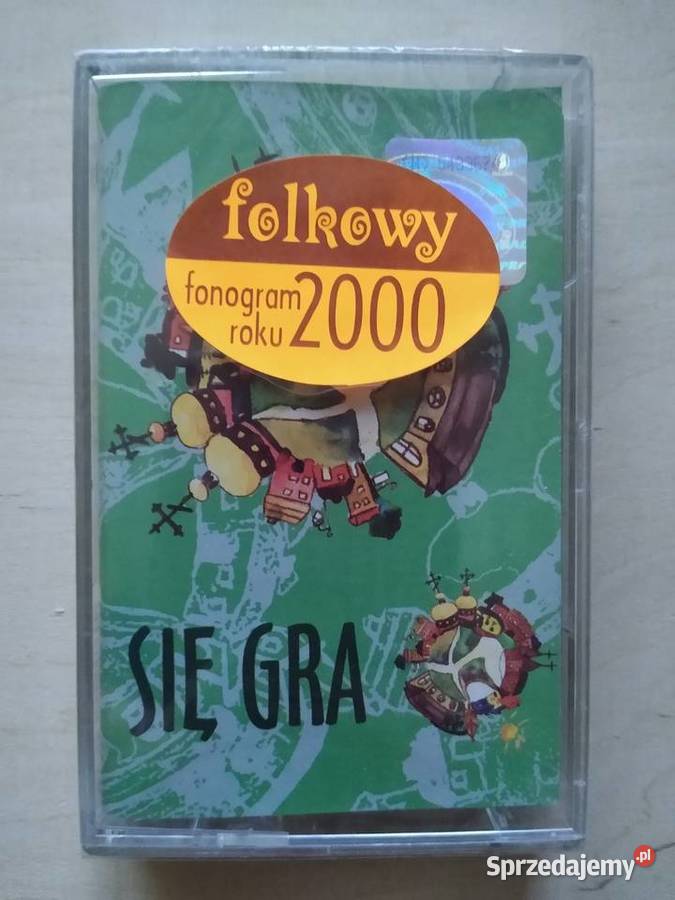 folkowy
fonogram
roku 2000
SIĘ GRA
Sprzedajemy.pl